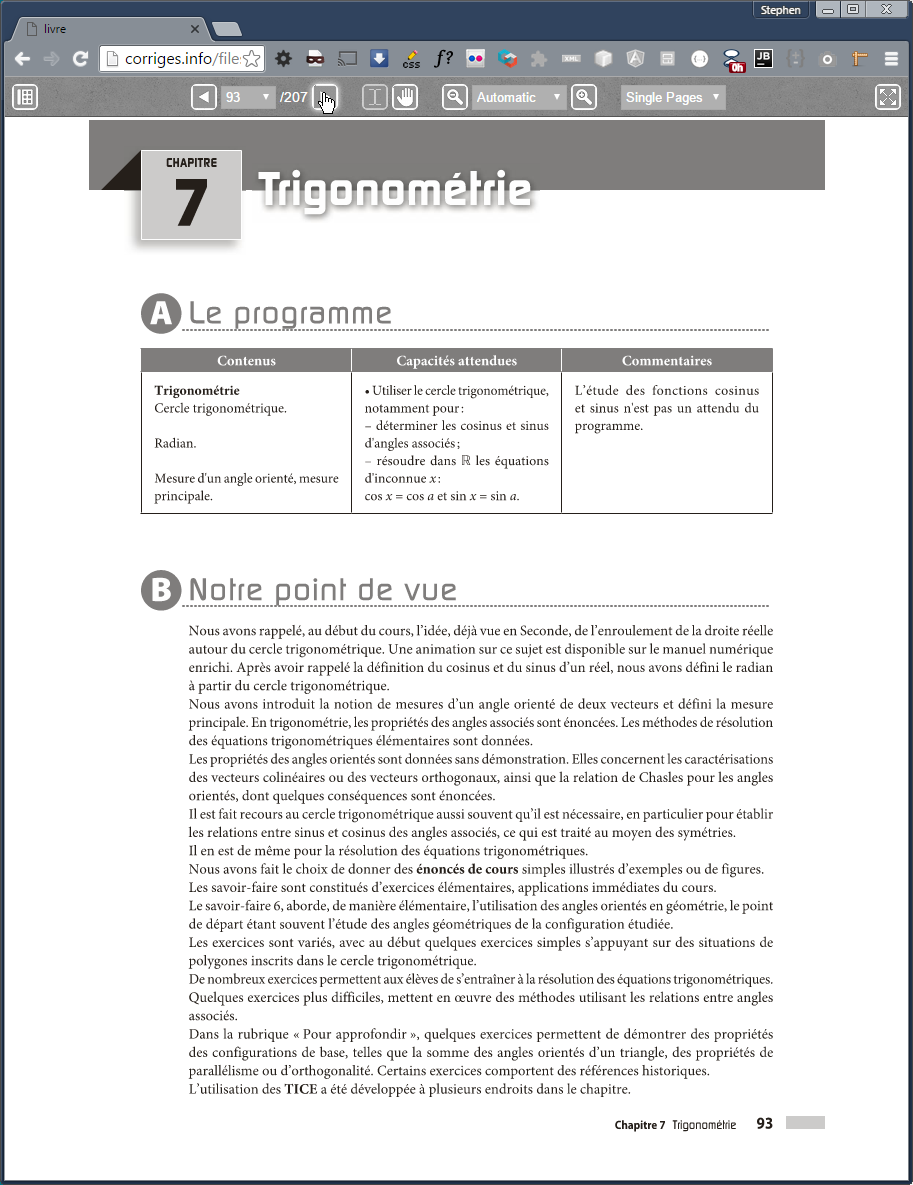 Stephen
livre
corriges.info/file
css
f?
XML
0h
JB
93
/207
Automatic
Single Pages
CHAPITRE
7
Trigonométrie
A Le programme
Contenus Capacités attendues Commentaires
Trigonométrie
Cercle trigonométrique.
Radian.
Mesure d'un angle orienté, mesure
principale.
• Utiliser le cercle trigonométrique,
notamment pour :
– déterminer les cosinus et sinus
d'angles associés ;
– résoudre dans ℝ les équations
d'inconnue x :
cos x = cos a et sin x = sin a.
L'étude des fonctions cosinus
et sinus n'est pas un attendu du
programme.
B Notre point de vue
Nous avons rappelé, au début du cours, l'idée, déjà vue en Seconde, de l'enroulement de la droite réelle
autour du cercle trigonométrique. Une animation sur ce sujet est disponible sur le manuel numérique
enrichi. Après avoir rappelé la définition du cosinus et du sinus d'un réel, nous avons défini le radian
à partir du cercle trigonométrique.
Nous avons introduit la notion de mesures d'un angle orienté de deux vecteurs et défini la mesure
principale. En trigonométrie, les propriétés des angles associés sont énoncées. Les méthodes de résolution
des équations trigonométriques élémentaires sont données.
Les propriétés des angles orientés sont données sans démonstration. Elles concernent les caractérisations
des vecteurs colinéaires ou des vecteurs orthogonaux, ainsi que la relation de Chasles pour les angles
orientés, dont quelques conséquences sont énoncées.
Il est fait recours au cercle trigonométrique aussi souvent qu'il est nécessaire, en particulier pour établir
les relations entre sinus et cosinus des angles associés, ce qui est traité au moyen des symétries.
Il en est de même pour la résolution des équations trigonométriques.
Nous avons fait le choix de donner des énoncés de cours simples illustrés d'exemples ou de figures.
Les savoir-faire sont constitués d'exercices élémentaires, applications immédiates du cours.
Le savoir-faire 6, aborde, de manière élémentaire, l'utilisation des angles orientés en géométrie, le point
de départ étant souvent l'étude des angles géométriques de la configuration étudiée.
Les exercices sont variés, avec au début quelques exercices simples s'appuyant sur des situations de
polygones inscrits dans le cercle trigonométrique.
De nombreux exercices permettent aux élèves de s'entraîner à la résolution des équations trigonométriques.
Quelques exercices plus difficiles, mettent en œuvre des méthodes utilisant les relations entre angles
associés.
Dans la rubrique « Pour approfondir », quelques exercices permettent de démontrer des propriétés
des configurations de base, telles que la somme des angles orientés d'un triangle, des propriétés de
parallélisme ou d'orthogonalité. Certains exercices comportent des références historiques.
L'utilisation des TICE a été développée à plusieurs endroits dans le chapitre.
Chapitre 7 Trigonométrie 93